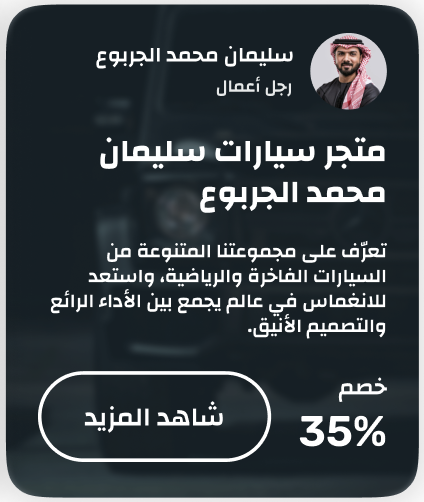 سليمان محمد الجربوع
رجل أعمال
متجر سيارات سليمان
محمد الجربوع
تعرّف على مجموعتنا المتنوعة من
السيارات الفاخرة والرياضية، واستعد
للانغماس في عالم يجمع بين الأداء الرائع
والتصميم الأنيق.
خصم
35%
شاهد المزيد